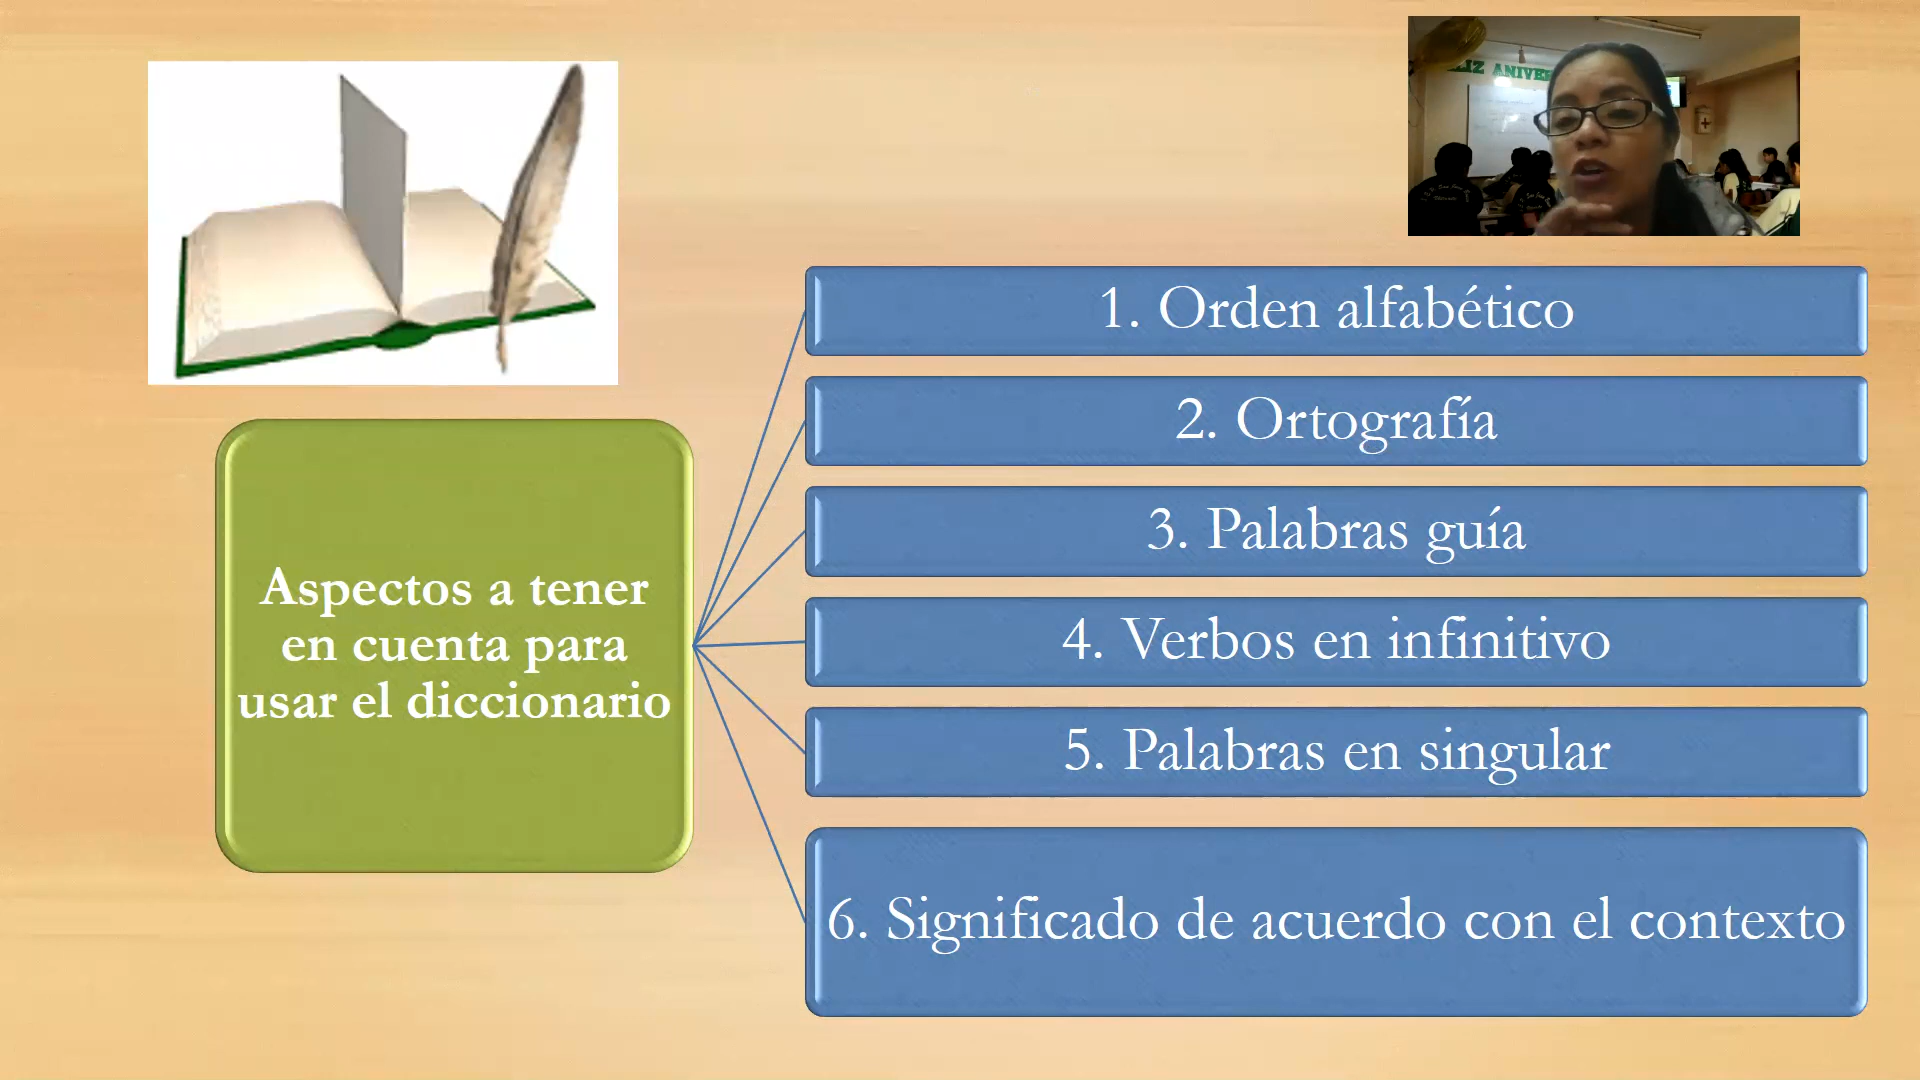 1. Orden alfabético
2. Ortografía
3. Palabras guía
4. Verbos en infinitivo
5. Palabras en singular
6. Significado de acuerdo con el contexto
Aspectos a tener
en cuenta para
usar el diccionario